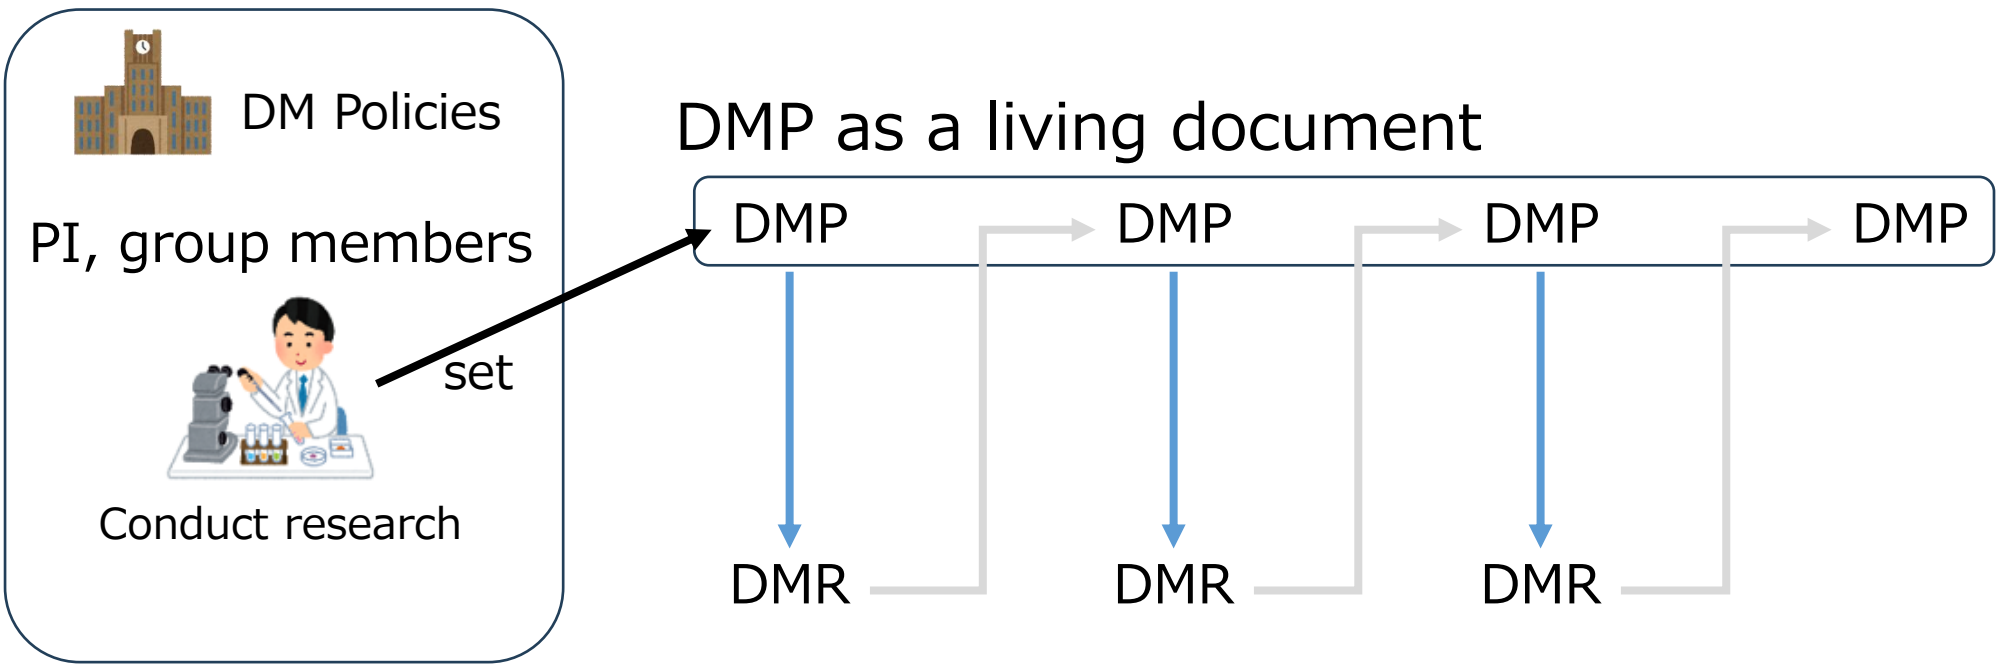 DM Policies
PI, group members
set
Conduct research
DMP as a living document
DMP DMP DMP DMP
DMR DMR DMR